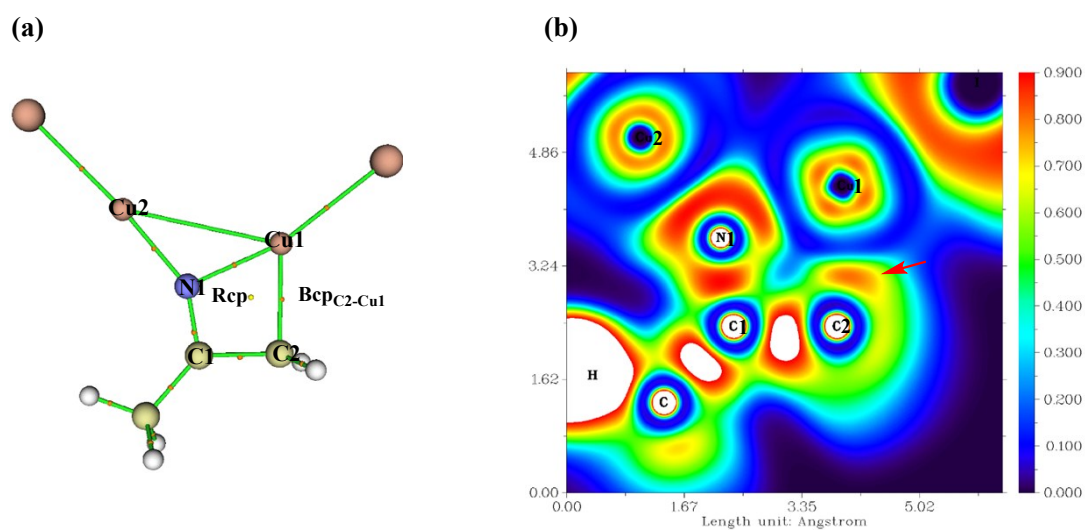 (a)
Cu2
Cu1
N1
Rcp
BcpC2-Cu1
C1
C2
(b)
Cu2
Cu1
N1
C1
C2
H
C
I
4.86
3.24
1.62
0.00
0.00
1.67
3.35
5.02
Length unit: Angstrom
0.900
0.800
0.700
0.600
0.500
0.400
0.300
0.200
0.100
0.000